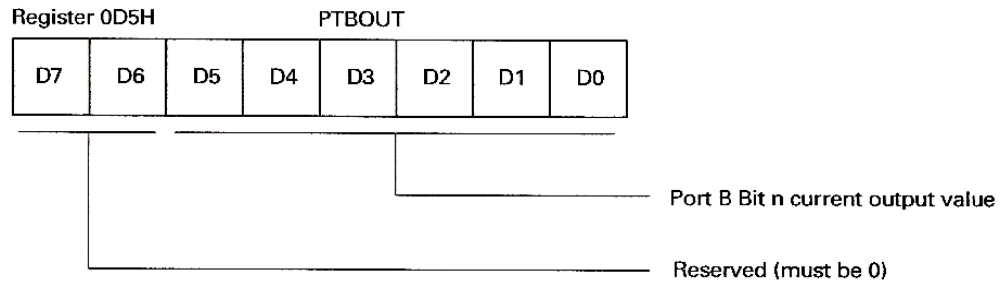 Register 0D5H PTBOUT
D7 D6 D5 D4 D3 D2 D1 D0
Port B Bit n current output value
Reserved (must be 0)